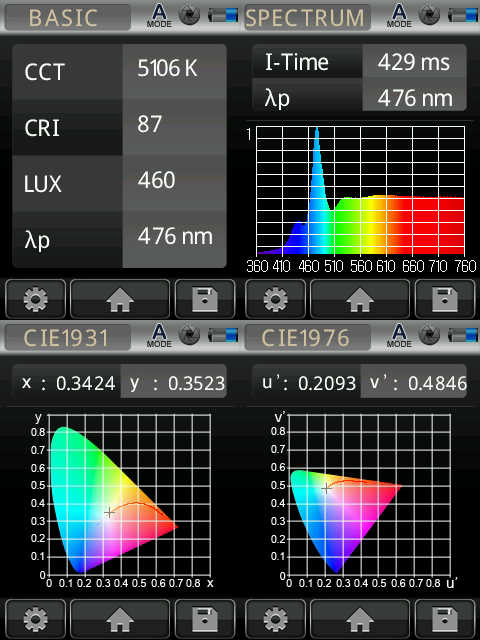 BASIC
A
MODE
CCT 5106 K
CRI 87
LUX 460
λp 476 nm
SPECTRUM
A
MODE
I-Time 429 ms
λp 476 nm
1
360 410 460 510 560 610 660 710 760
CIE1931
A
MODE
x : 0.3424 y : 0.3523
y
0.8
0.7
0.6
0.5
0.4
0.3
0.2
0.1
0
0 0.1 0.2 0.3 0.4 0.5 0.6 0.7 0.8 x
CIE1976
A
MODE
u': 0.2093 v': 0.4846
v'
0.8
0.7
0.6
0.5
0.4
0.3
0.2
0.1
0
0 0.1 0.2 0.3 0.4 0.5 0.6 0.7 0.8 u'